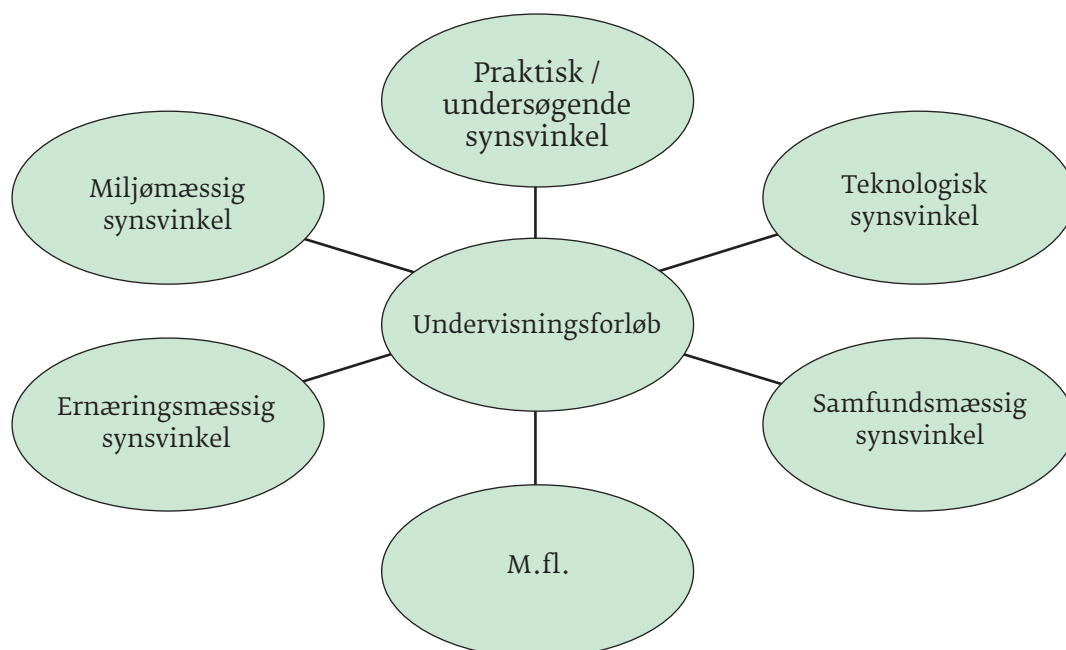 Praktisk /
undersøgende
synsvinkel
Miljømæssig
synsvinkel
Teknologisk
synsvinkel
Undervisningsforløb
Ernæringsmæssig
synsvinkel
Samfundsmæssig
synsvinkel
M.fl.